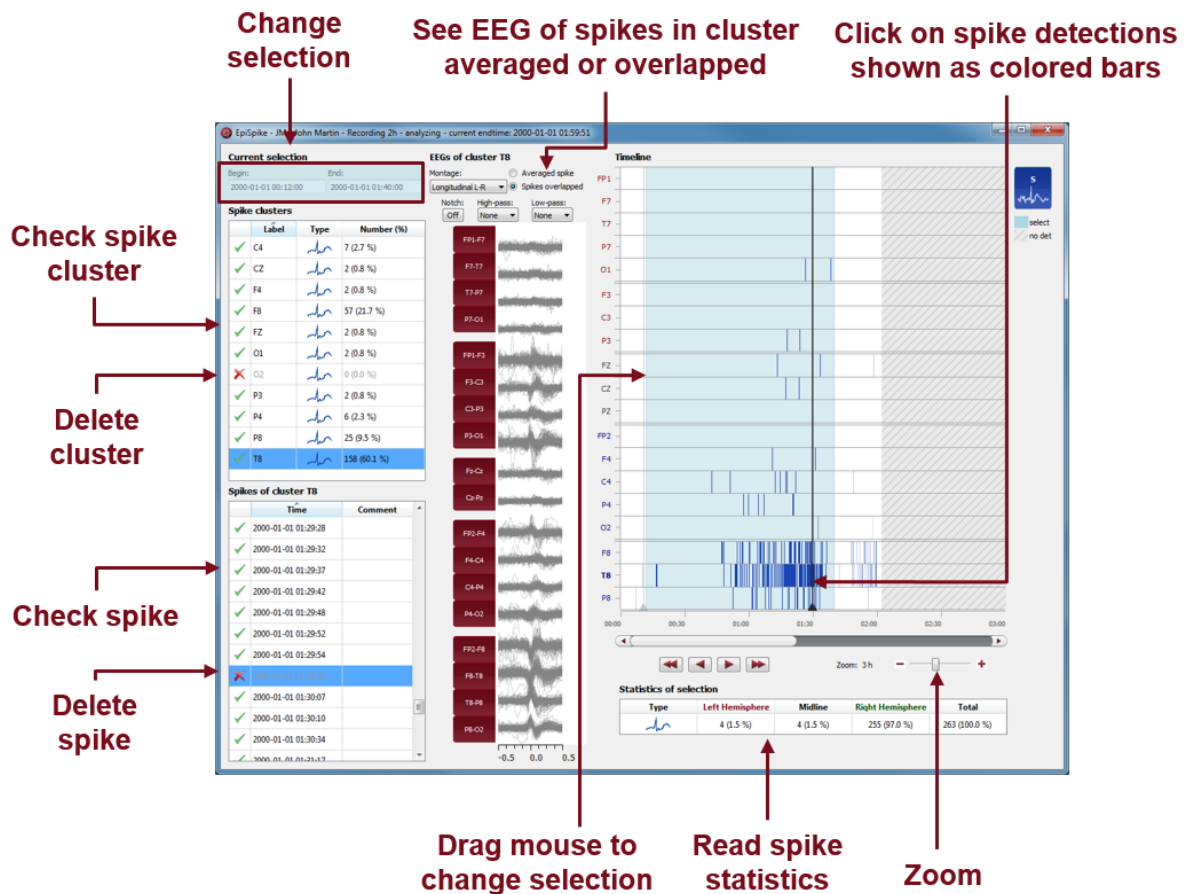 Change
selection
See EEG of spikes in cluster
averaged or overlapped
Click on spike detections
shown as colored bars
Check spike
cluster
Delete
cluster
Check spike
Delete
spike
EpiSpike - JM, John Martin - Recording 2h - analyzing - current endtime: 2000-01-01 01:59:51
Current selection
Begin: End:
2000-01-01 00:12:00 2000-01-01 01:40:00
Spike clusters
Label Type Number (%)
C4 7 (2.7 %)
CZ 2 (0.8 %)
F4 2 (0.8 %)
F8 57 (21.7 %)
FZ 2 (0.8 %)
O1 2 (0.8 %)
O2 0 (0.0 %)
P3 2 (0.8 %)
P4 6 (2.3 %)
P8 25 (9.5 %)
T8 158 (60.1 %)
Spikes of cluster T8
Time Comment
2000-01-01 01:29:28
2000-01-01 01:29:32
2000-01-01 01:29:37
2000-01-01 01:29:42
2000-01-01 01:29:48
2000-01-01 01:29:52
2000-01-01 01:29:54
2000-01-01 01:30:07
2000-01-01 01:30:10
2000-01-01 01:30:34
2000-01-01 01:31:17
EEGs of cluster T8
Montage: Averaged spike
Longitudinal L-R Spikes overlapped
Notch: High-pass: Low-pass:
Off None None
FP1-F7
F7-T7
T7-P7
P7-O1
FP1-F3
F3-C3
C3-P3
P3-O1
Fz-Cz
Cz-Pz
FP2-F4
F4-C4
C4-P4
P4-O2
FP2-F8
F8-T8
T8-P8
P8-O2
-0.5 0.0 0.5
Timeline
FP1
F7
T7
P7
O1
F3
C3
P3
FZ
CZ
PZ
FP2
F4
C4
P4
O2
F8
T8
P8
00:00 00:30 01:00 01:30 02:00 02:30 03:00
S
select
no det
Zoom: 3 h
Statistics of selection
Type Left Hemisphere Midline Right Hemisphere Total
4 (1.5 %) 4 (1.5 %) 255 (97.0 %) 263 (100.0 %)
Drag mouse to
change selection
Read spike
statistics
Zoom